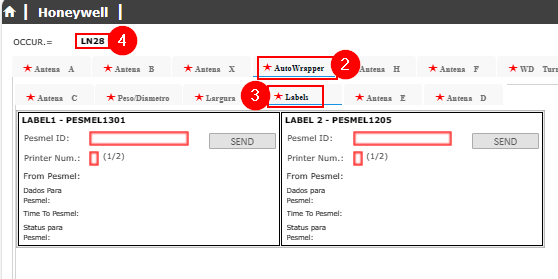 Honeywell
OCCUR.= LN28 4
Antena A Antena B Antena X AutoWrapper 2 Antena H Antena F WD Turn
Antena C Peso/Diametro Largura 3 Labels Antena E Antena D
LABEL1 - PESMEL1301 LABEL 2 - PESMEL1205
Pesmel ID: SEND Pesmel ID: SEND
Printer Num.: (1/2) Printer Num.: (1/2)
From Pesmel: From Pesmel:
Dados para Dados para
Pesmel: Pesmel:
Time To Pesmel: Time To Pesmel:
Status para Status para
Pesmel: Pesmel: